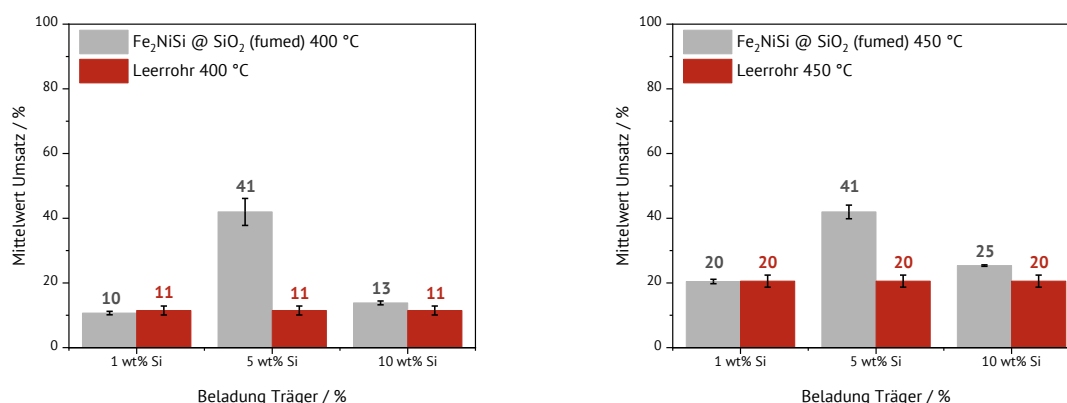 100
80
60
40
20
0
Mittelwert Umsatz / %
Fe₂NiSi @ SiO₂ (fumed) 400 °C
Leerrohr 400 °C
10
11
41
11
13
11
1 wt% Si
5 wt% Si
10 wt% Si
Beladung Träger / %
100
80
60
40
20
0
Mittelwert Umsatz / %
Fe₂NiSi @ SiO₂ (fumed) 450 °C
Leerrohr 450 °C
20
20
41
20
25
20
1 wt% Si
5 wt% Si
10 wt% Si
Beladung Träger / %